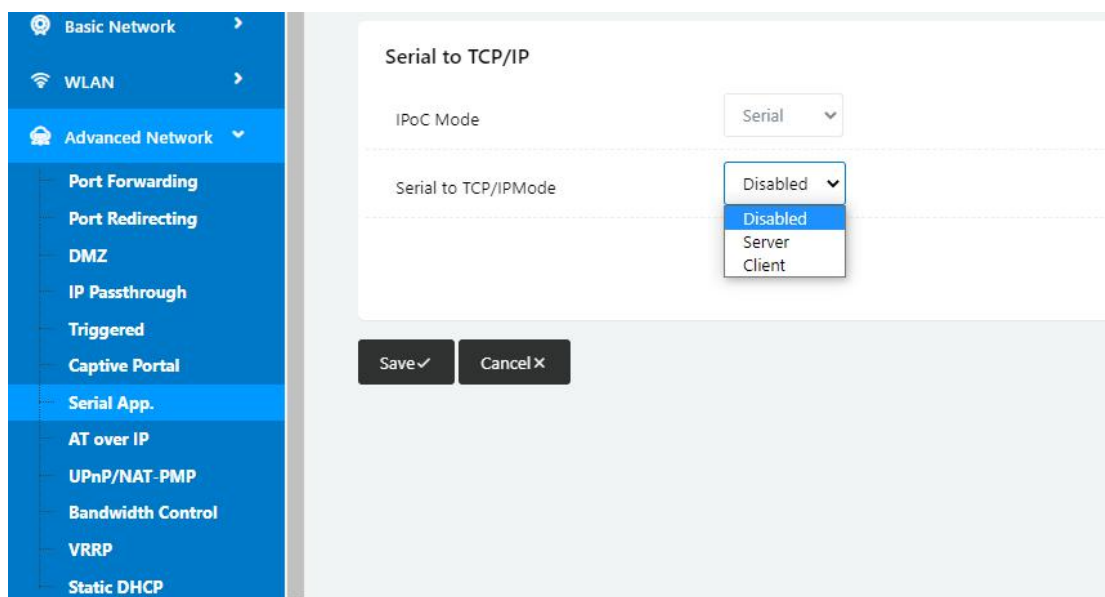 Basic Network
WLAN
Advanced Network
Port Forwarding
Port Redirecting
DMZ
IP Passthrough
Triggered
Captive Portal
Serial App.
AT over IP
UPnP/NAT-PMP
Bandwidth Control
VRRP
Static DHCP
Serial to TCP/IP
IPoC Mode
Serial
Serial to TCP/IPMode
Disabled
Disabled
Server
Client
Save
Cancel